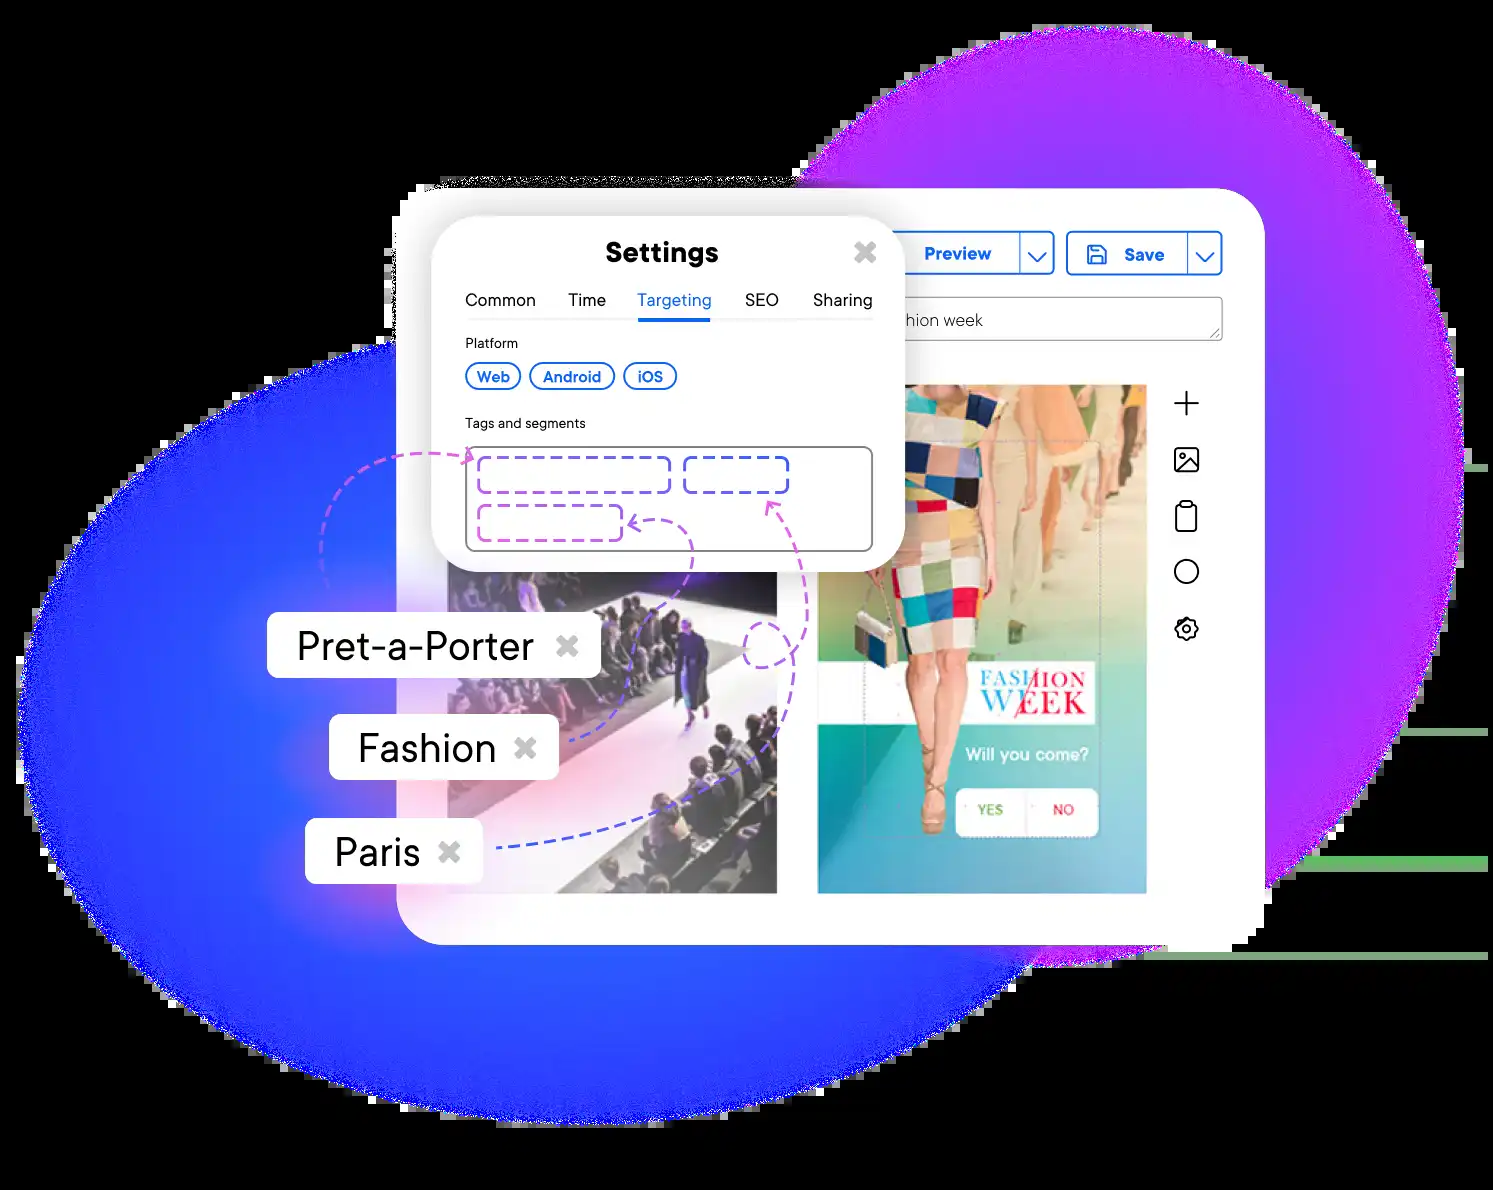 Settings
Preview
Save
Common Time Targeting SEO Sharing
hion week
Platform
Web Android iOS
Tags and segments
Pret-a-Porter
Fashion
Paris
FASHION
WEEK
Will you come?
YES NO